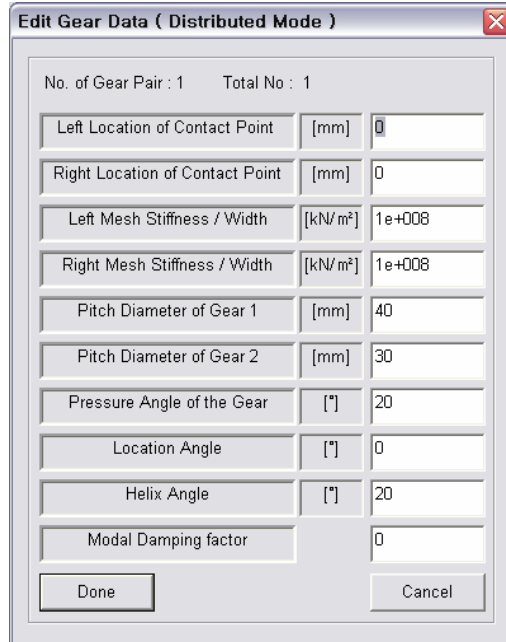 Edit Gear Data ( Distributed Mode )
No. of Gear Pair : 1 Total No : 1
Left Location of Contact Point [mm] 0
Right Location of Contact Point [mm] 0
Left Mesh Stiffness / Width [kN/m²] 1e+008
Right Mesh Stiffness / Width [kN/m²] 1e+008
Pitch Diameter of Gear 1 [mm] 40
Pitch Diameter of Gear 2 [mm] 30
Pressure Angle of the Gear [°] 20
Location Angle [°] 0
Helix Angle [°] 20
Modal Damping factor 0
Done Cancel